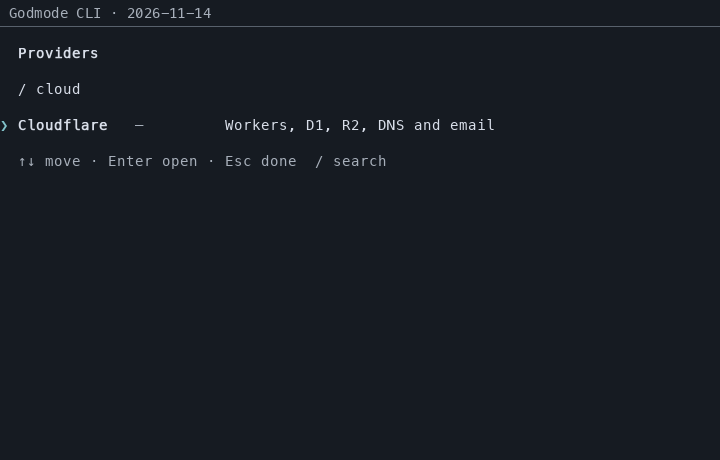 Godmode CLI · 2026−11−14
Providers
/ cloud
❯ Cloudflare — Workers, D1, R2, DNS and email
↑↓ move · Enter open · Esc done / search